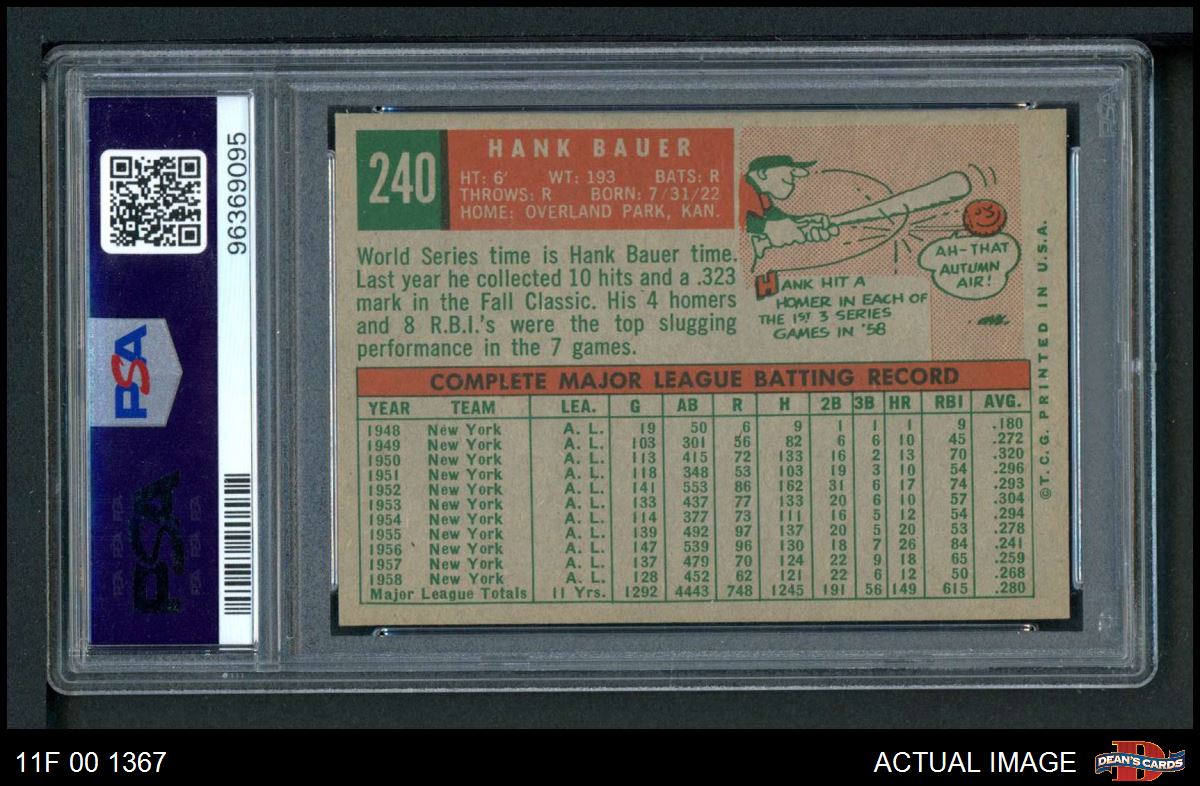 96369095
PSA
PSA
240
HANK BAUER
HT: 6' WT: 193 BATS: R
THROWS: R BORN: 7/31/22
HOME: OVERLAND PARK, KAN.
World Series time is Hank Bauer time.
Last year he collected 10 hits and a .323
mark in the Fall Classic. His 4 homers
and 8 R.B.I.'s were the top slugging
performance in the 7 games.
AH-THAT
AUTUMN
AIR!
HANK HIT A
HOMER IN EACH OF
THE 1ST 3 SERIES
GAMES IN '58
COMPLETE MAJOR LEAGUE BATTING RECORD
YEAR TEAM LEA. G AB R H 2B 3B HR RBI AVG.
1948 New York A. L. 19 50 6 9 1 1 1 9 .180
1949 New York A. L. 103 301 56 82 6 6 10 45 .272
1950 New York A. L. 113 415 72 133 16 2 13 70 .320
1951 New York A. L. 118 348 53 103 19 3 10 54 .296
1952 New York A. L. 141 553 86 162 31 6 17 74 .293
1953 New York A. L. 133 437 77 133 20 6 10 57 .304
1954 New York A. L. 114 377 73 111 16 5 12 54 .294
1955 New York A. L. 139 492 97 137 20 5 20 53 .278
1956 New York A. L. 147 539 96 130 18 7 26 84 .241
1957 New York A. L. 137 479 70 124 22 9 18 65 .259
1958 New York A. L. 128 452 62 121 22 6 12 50 .268
Major League Totals 11 Yrs. 1292 4443 748 1245 191 56 149 615 .280
©T.C.G. PRINTED IN U.S.A.
11F 00 1367
ACTUAL IMAGE
DEAN'S CARDS